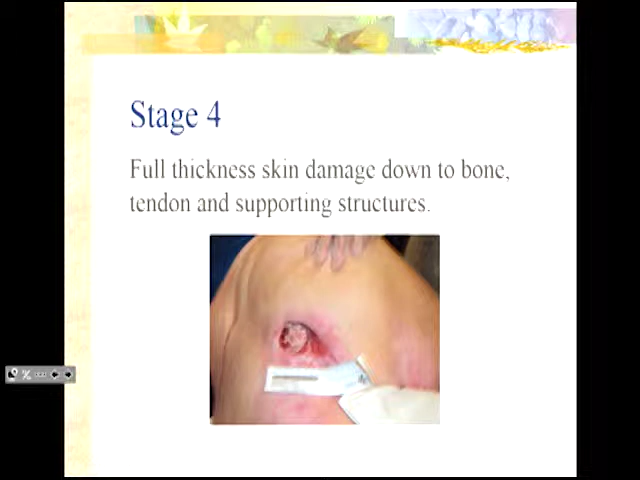 Stage 4
Full thickness skin damage down to bone,
tendon and supporting structures.